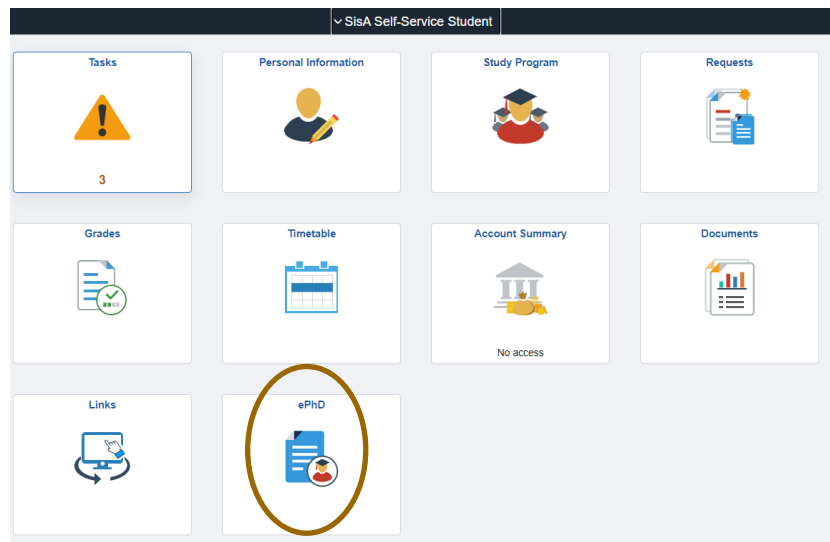 SisA Self-Service Student
Tasks
Personal Information
Study Program
Requests
3
Grades
Timetable
Account Summary
Documents
No access
Links
ePhD